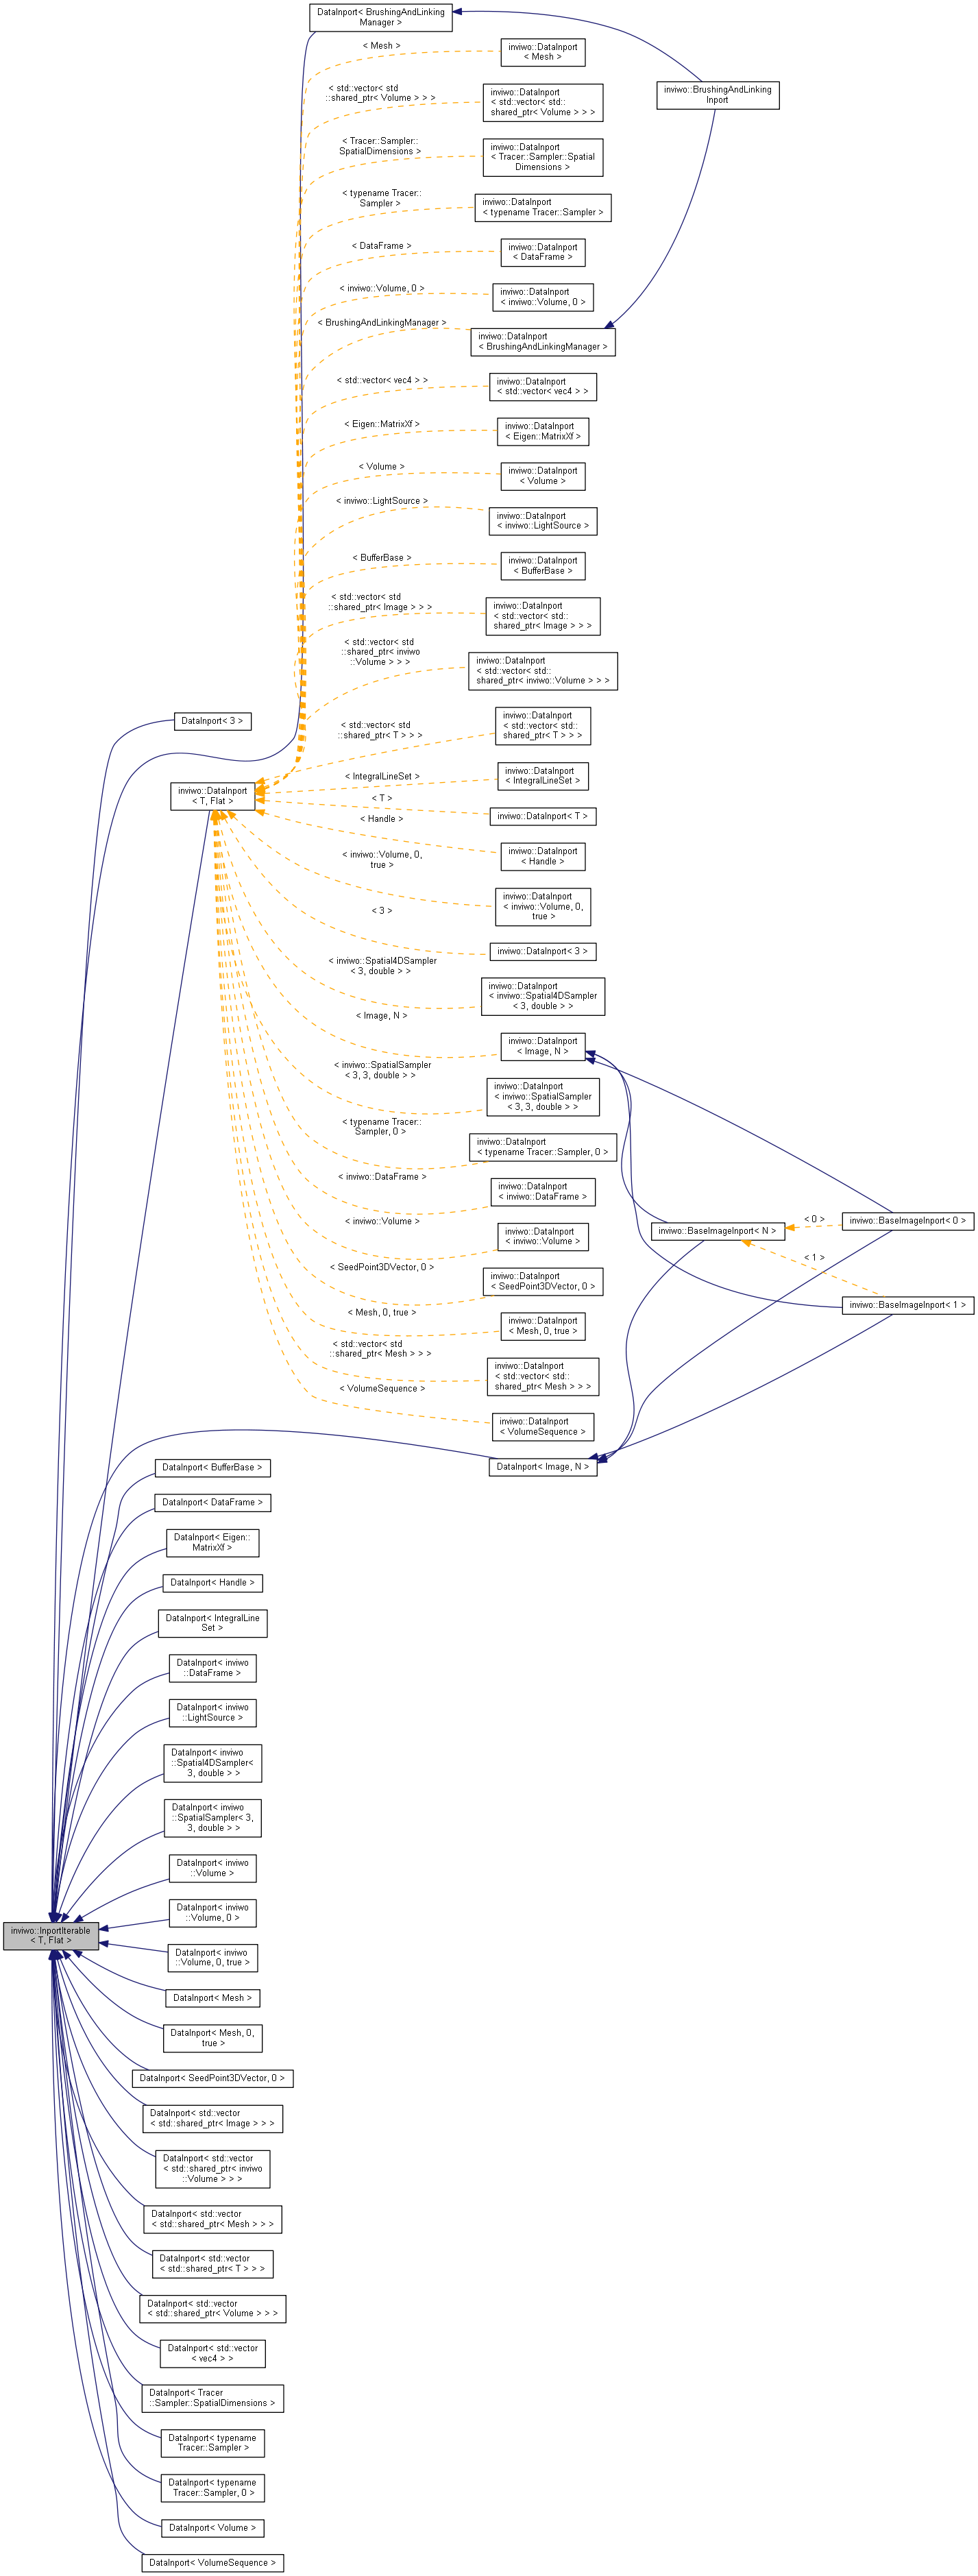 DataInport< BrushingAndLinking
Manager >
< Mesh >
inviwo::DataInport
< Mesh >
inviwo::BrushingAndLinking
Inport
< std::vector< std
::shared_ptr< Volume > > >
inviwo::DataInport
< std::vector< std::
shared_ptr< Volume > > >
< Tracer::Sampler::
SpatialDimensions >
inviwo::DataInport
< Tracer::Sampler::Spatial
Dimensions >
< typename Tracer::
Sampler >
inviwo::DataInport
< typename Tracer::Sampler >
< DataFrame >
inviwo::DataInport
< DataFrame >
< inviwo::Volume, 0 >
inviwo::DataInport
< inviwo::Volume, 0 >
< BrushingAndLinkingManager >
inviwo::DataInport
< BrushingAndLinkingManager >
< std::vector< vec4 > >
inviwo::DataInport
< std::vector< vec4 > >
< Eigen::MatrixXf >
inviwo::DataInport
< Eigen::MatrixXf >
< Volume >
inviwo::DataInport
< Volume >
< inviwo::LightSource >
inviwo::DataInport
< inviwo::LightSource >
< BufferBase >
inviwo::DataInport
< BufferBase >
< std::vector< std
::shared_ptr< Image > > >
inviwo::DataInport
< std::vector< std::
shared_ptr< Image > > >
< std::vector< std
::shared_ptr< inviwo
::Volume > > >
inviwo::DataInport
< std::vector< std::
shared_ptr< inviwo::Volume > > >
DataInport< 3 >
< std::vector< std
::shared_ptr< T > > >
inviwo::DataInport
< std::vector< std::
shared_ptr< T > > >
inviwo::DataInport
< T, Flat >
< IntegralLineSet >
inviwo::DataInport
< IntegralLineSet >
< T >
inviwo::DataInport< T >
< Handle >
inviwo::DataInport
< Handle >
< inviwo::Volume, 0,
true >
inviwo::DataInport
< inviwo::Volume, 0,
true >
< 3 >
inviwo::DataInport< 3 >
< inviwo::Spatial4DSampler
< 3, double > >
inviwo::DataInport
< inviwo::Spatial4DSampler
< 3, double > >
< Image, N >
inviwo::DataInport
< Image, N >
< inviwo::SpatialSampler
< 3, 3, double > >
inviwo::DataInport
< inviwo::SpatialSampler
< 3, 3, double > >
< typename Tracer::
Sampler, 0 >
inviwo::DataInport
< typename Tracer::Sampler, 0 >
< inviwo::DataFrame >
inviwo::DataInport
< inviwo::DataFrame >
< inviwo::Volume >
inviwo::DataInport
< inviwo::Volume >
inviwo::BaseImageInport< N >
< 0 >
inviwo::BaseImageInport< 0 >
< 1 >
inviwo::BaseImageInport< 1 >
< SeedPoint3DVector, 0 >
inviwo::DataInport
< SeedPoint3DVector, 0 >
< Mesh, 0, true >
inviwo::DataInport
< Mesh, 0, true >
< std::vector< std
::shared_ptr< Mesh > > >
inviwo::DataInport
< std::vector< std::
shared_ptr< Mesh > > >
< VolumeSequence >
inviwo::DataInport
< VolumeSequence >
DataInport< Image, N >
DataInport< BufferBase >
DataInport< DataFrame >
DataInport< Eigen::
MatrixXf >
DataInport< Handle >
DataInport< IntegralLine
Set >
DataInport< inviwo
::DataFrame >
DataInport< inviwo
::LightSource >
DataInport< inviwo
::Spatial4DSampler<
3, double > >
DataInport< inviwo
::SpatialSampler< 3,
3, double > >
DataInport< inviwo
::Volume >
DataInport< inviwo
::Volume, 0 >
inviwo::InportIterable
< T, Flat >
DataInport< inviwo
::Volume, 0, true >
DataInport< Mesh >
DataInport< Mesh, 0,
true >
DataInport< SeedPoint3DVector, 0 >
DataInport< std::vector
< std::shared_ptr< Image > > >
DataInport< std::vector
< std::shared_ptr< inviwo
::Volume > > >
DataInport< std::vector
< std::shared_ptr< Mesh > > >
DataInport< std::vector
< std::shared_ptr< T > > >
DataInport< std::vector
< std::shared_ptr< Volume > > >
DataInport< std::vector
< vec4 > >
DataInport< Tracer
::Sampler::SpatialDimensions >
DataInport< typename
Tracer::Sampler >
DataInport< typename
Tracer::Sampler, 0 >
DataInport< Volume >
DataInport< VolumeSequence >